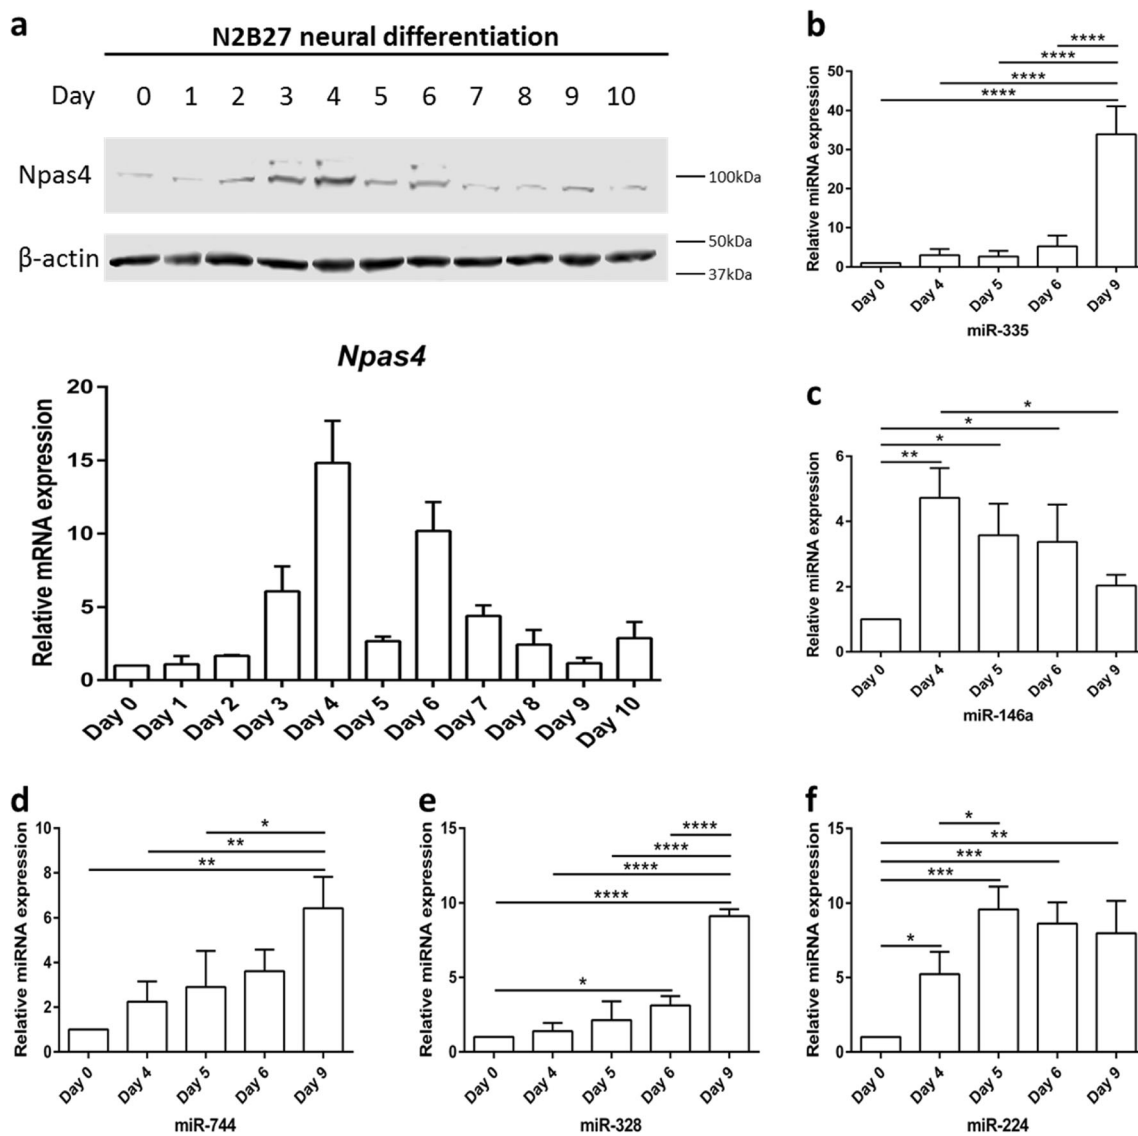 a
N2B27 neural differentiation
Day 0 1 2 3 4 5 6 7 8 9 10
Npas4
100kDa
β-actin
50kDa
37kDa
Npas4
Relative mRNA expression
20
15
10
5
0
Day 0 Day 1 Day 2 Day 3 Day 4 Day 5 Day 6 Day 7 Day 8 Day 9 Day 10
b
****
****
****
****
Relative miRNA expression
50
40
30
20
10
0
Day 0 Day 4 Day 5 Day 6 Day 9
miR-335
c
*
*
*
**
Relative miRNA expression
6
4
2
0
Day 0 Day 4 Day 5 Day 6 Day 9
miR-146a
d
*
**
**
Relative miRNA expression
10
8
6
4
2
0
Day 0 Day 4 Day 5 Day 6 Day 9
miR-744
e
****
****
****
****
*
Relative miRNA expression
15
10
5
0
Day 0 Day 4 Day 5 Day 6 Day 9
miR-328
f
*
**
***
***
*
Relative miRNA expression
15
10
5
0
Day 0 Day 4 Day 5 Day 6 Day 9
miR-224